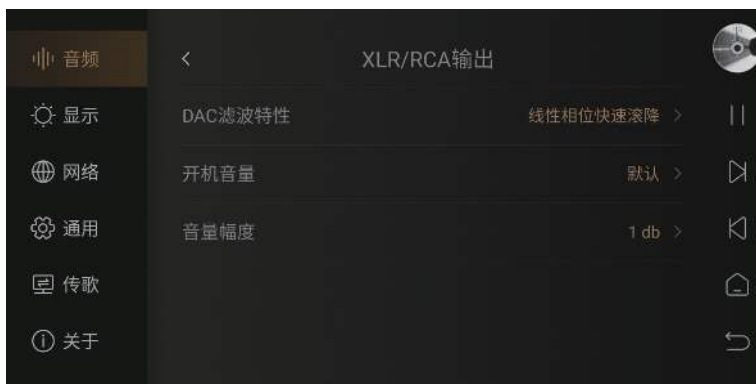 音频
显示
网络
通用
传歌
关于
XLR/RCA输出
DAC滤波特性 线性相位快速滚降
开机音量 默认
音量幅度 1 db